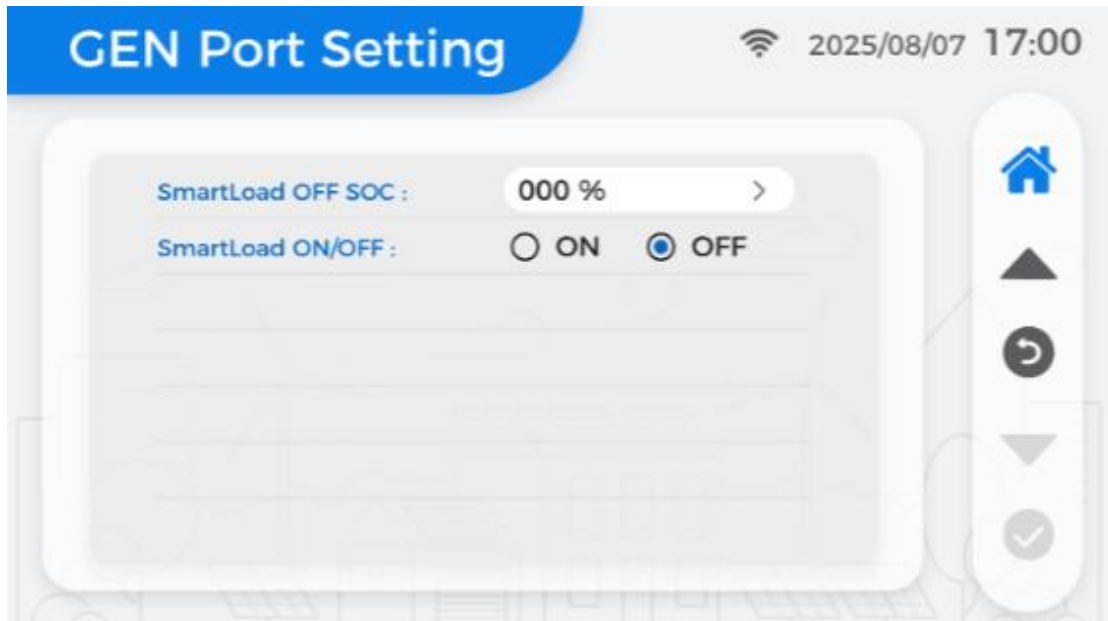 GEN Port Setting
2025/08/07 17:00
SmartLoad OFF SOC : 000 %
SmartLoad ON/OFF : ON OFF